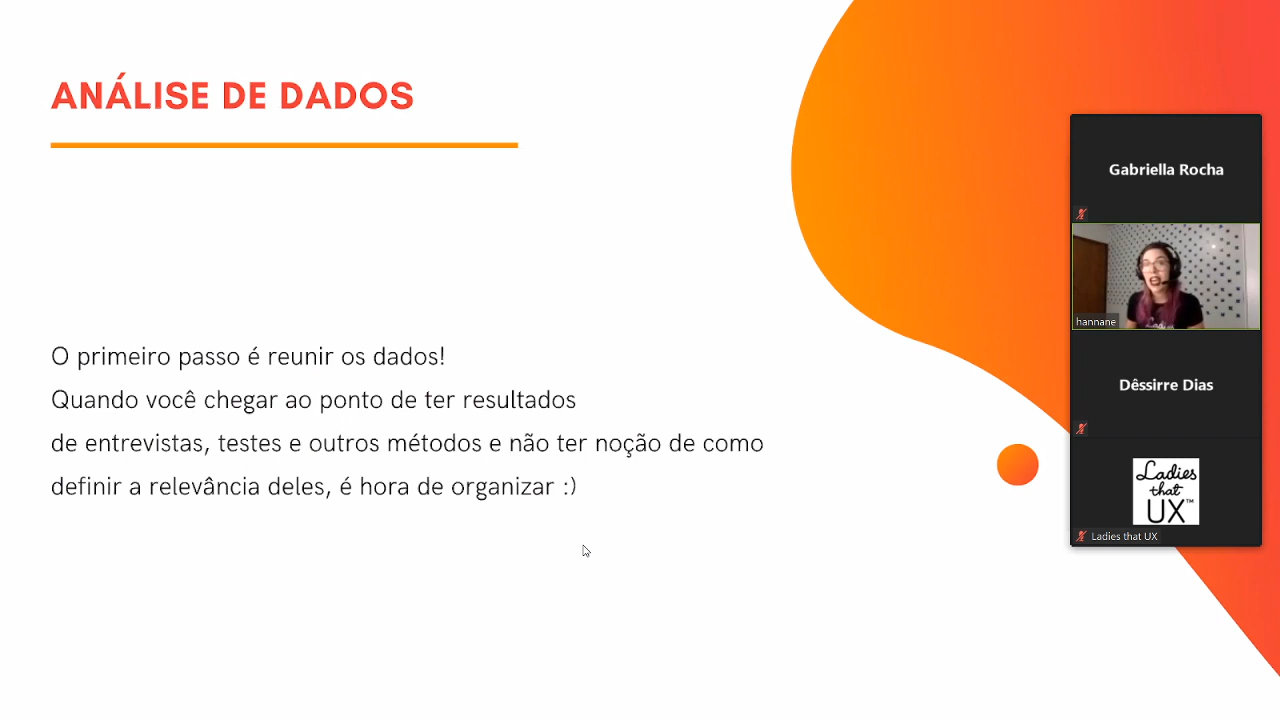 ANÁLISE DE DADOS
O primeiro passo é reunir os dados!
Quando você chegar ao ponto de ter resultados
de entrevistas, testes e outros métodos e não ter noção de como
definir a relevância deles, é hora de organizar :)
Gabriella Rocha
hannane
Dêssirre Dias
Ladies
that
UX™
Ladies that UX